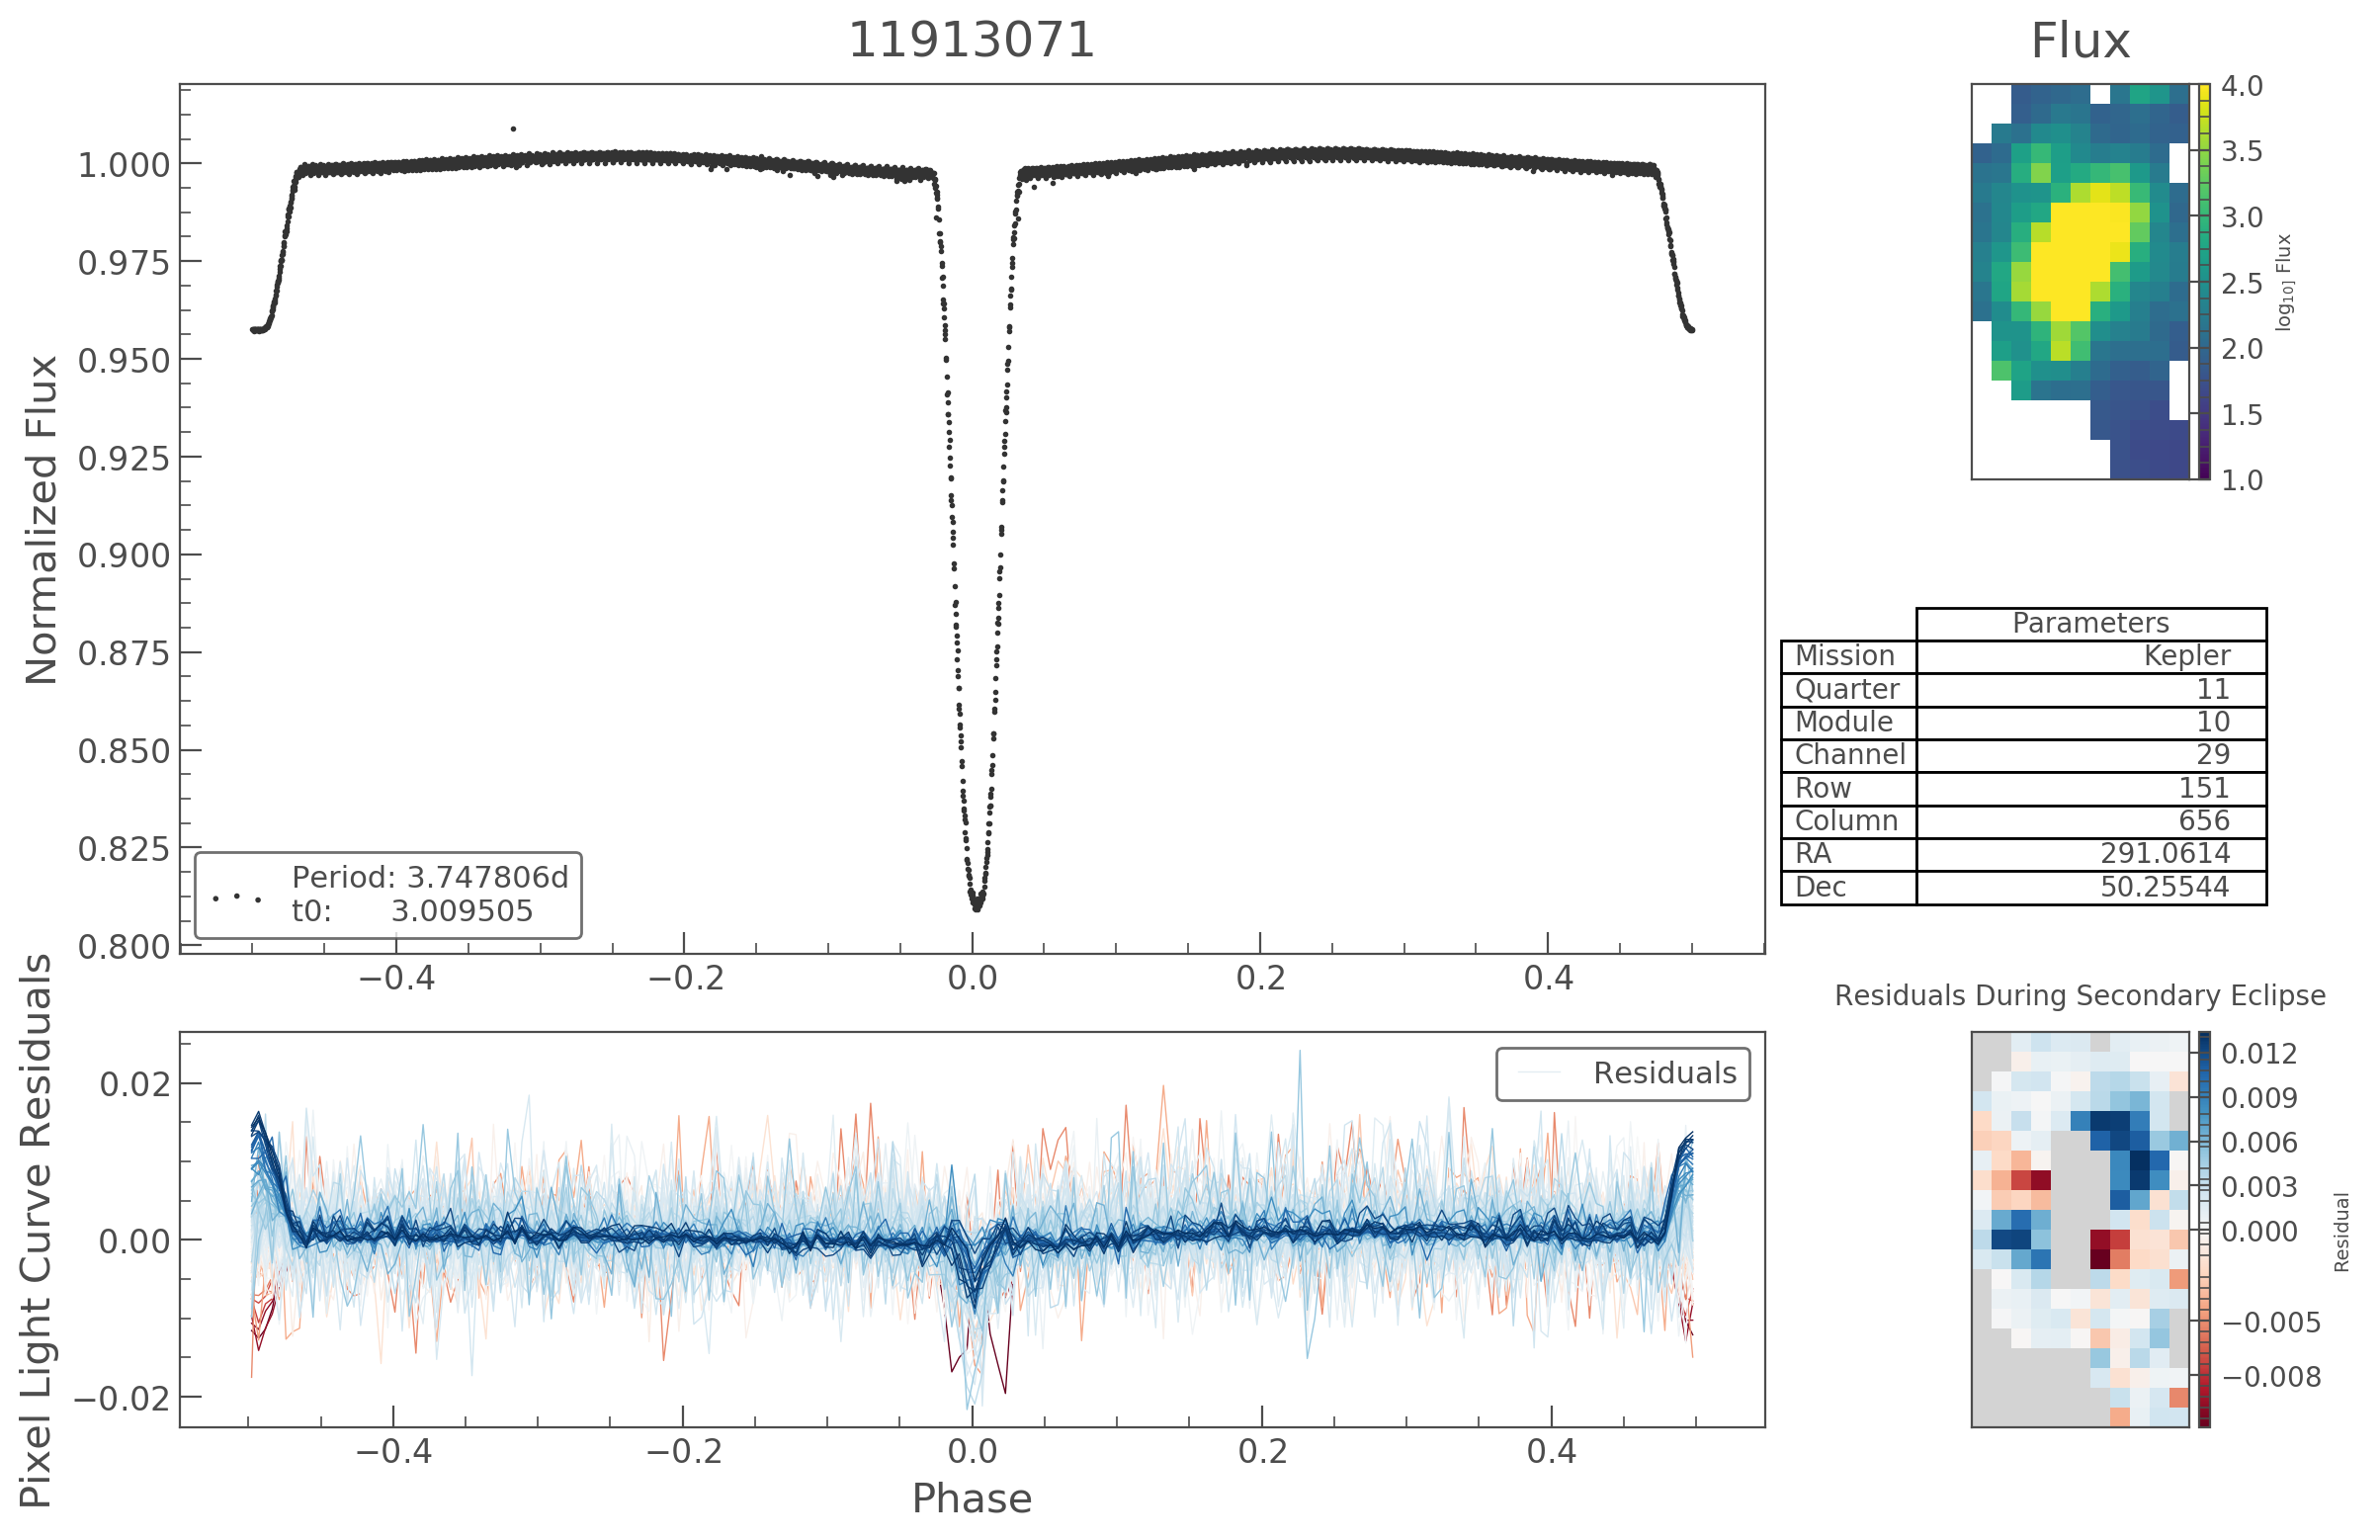 11913071
Flux
Normalized Flux
1.000
0.975
0.950
0.925
0.900
0.875
0.850
0.825
0.800
Period: 3.747806d
t0: 3.009505
−0.4
−0.2
0.0
0.2
0.4
4.0
3.5
3.0
2.5
2.0
1.5
1.0
log10] Flux
Parameters
Mission Kepler
Quarter 11
Module 10
Channel 29
Row 151
Column 656
RA 291.0614
Dec 50.25544
Pixel Light Curve Residuals
0.02
0.00
−0.02
Residuals
−0.4
−0.2
0.0
0.2
0.4
Phase
Residuals During Secondary Eclipse
0.012
0.009
0.006
0.003
0.000
−0.005
−0.008
Residual